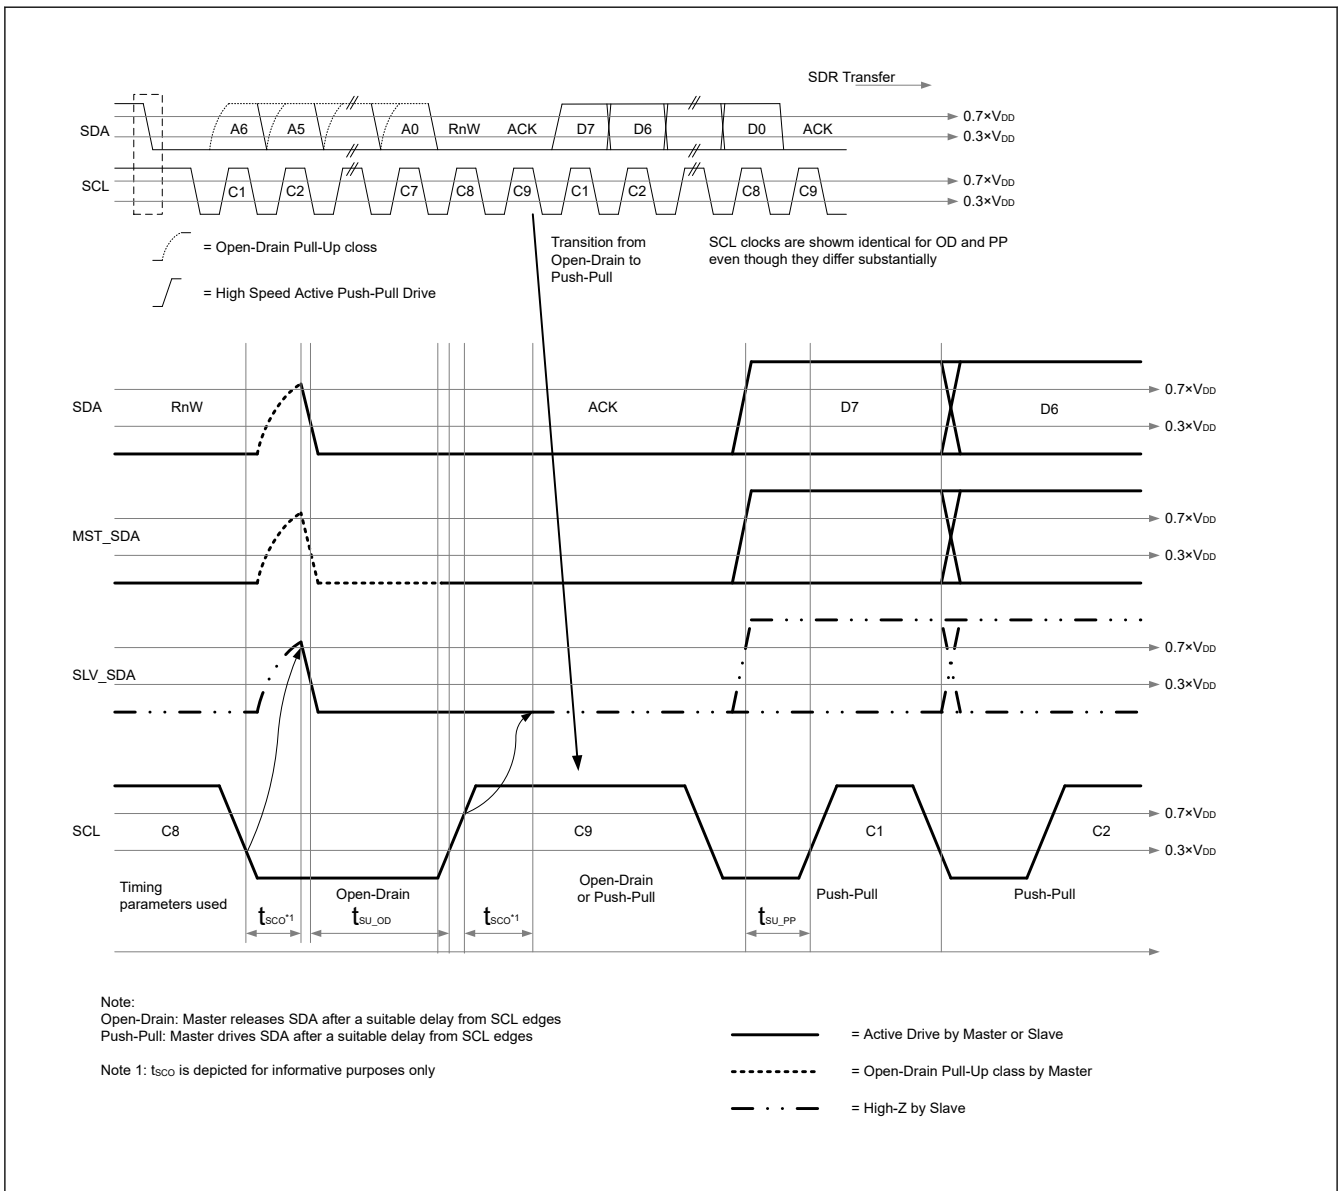 SDR Transfer
SDA
A6 A5 A0 RnW ACK D7 D6 D0 ACK
0.7×VDD
0.3×VDD
SCL
C1 C2 C7 C8 C9 C1 C2 C8 C9
0.7×VDD
0.3×VDD
= Open-Drain Pull-Up closs
= High Speed Active Push-Pull Drive
Transition from
Open-Drain to
Push-Pull
SCL clocks are showm identical for OD and PP
even though they differ substantially
SDA
RnW ACK D7 D6
0.7×VDD
0.3×VDD
MST_SDA
0.7×VDD
0.3×VDD
SLV_SDA
0.7×VDD
0.3×VDD
SCL
C8 C9 C1 C2
0.7×VDD
0.3×VDD
Timing
parameters used
Open-Drain
Open-Drain
or Push-Pull
Push-Pull
Push-Pull
tSCO*1
tSU_OD
tSCO*1
tSU_PP
Note:
Open-Drain: Master releases SDA after a suitable delay from SCL edges
Push-Pull: Master drives SDA after a suitable delay from SCL edges
Note 1: tSCO is depicted for informative purposes only
= Active Drive by Master or Slave
= Open-Drain Pull-Up class by Master
= High-Z by Slave